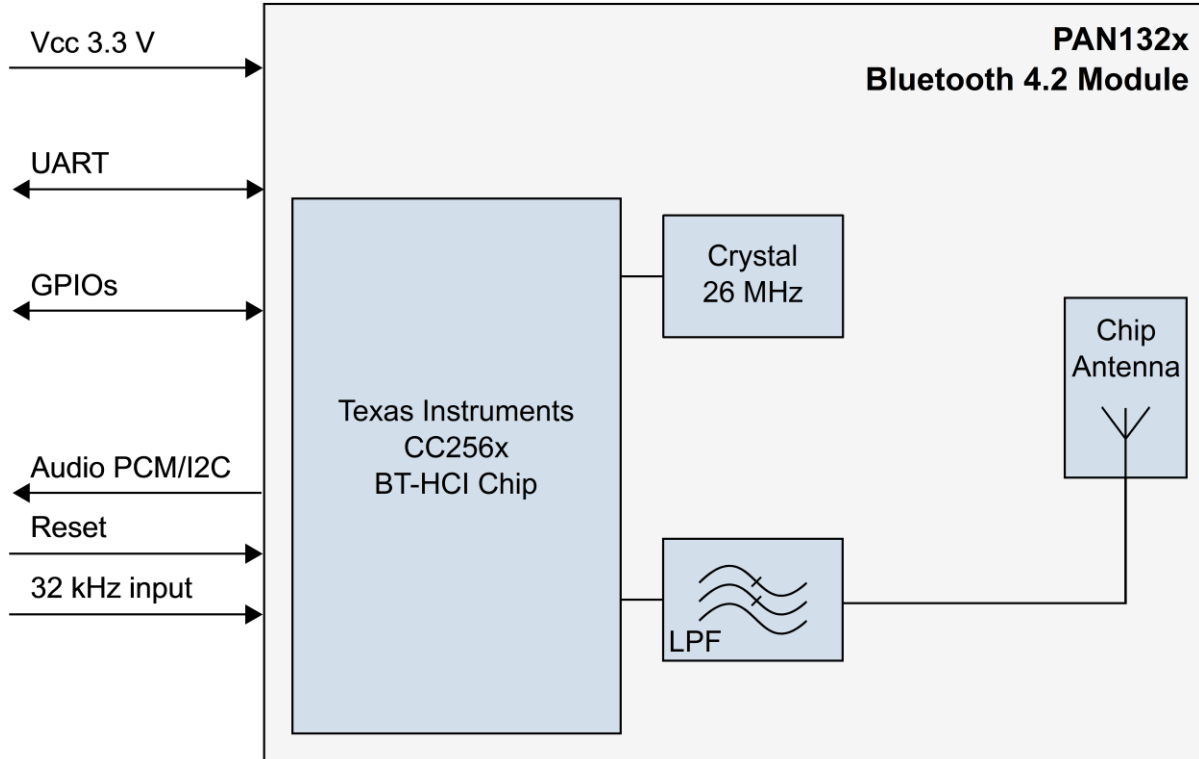 PAN132x
Bluetooth 4.2 Module
Vcc 3.3 V
UART
GPIOs
Audio PCM/I2C
Reset
32 kHz input
Texas Instruments
CC256x
BT-HCI Chip
Crystal
26 MHz
LPF
Chip
Antenna